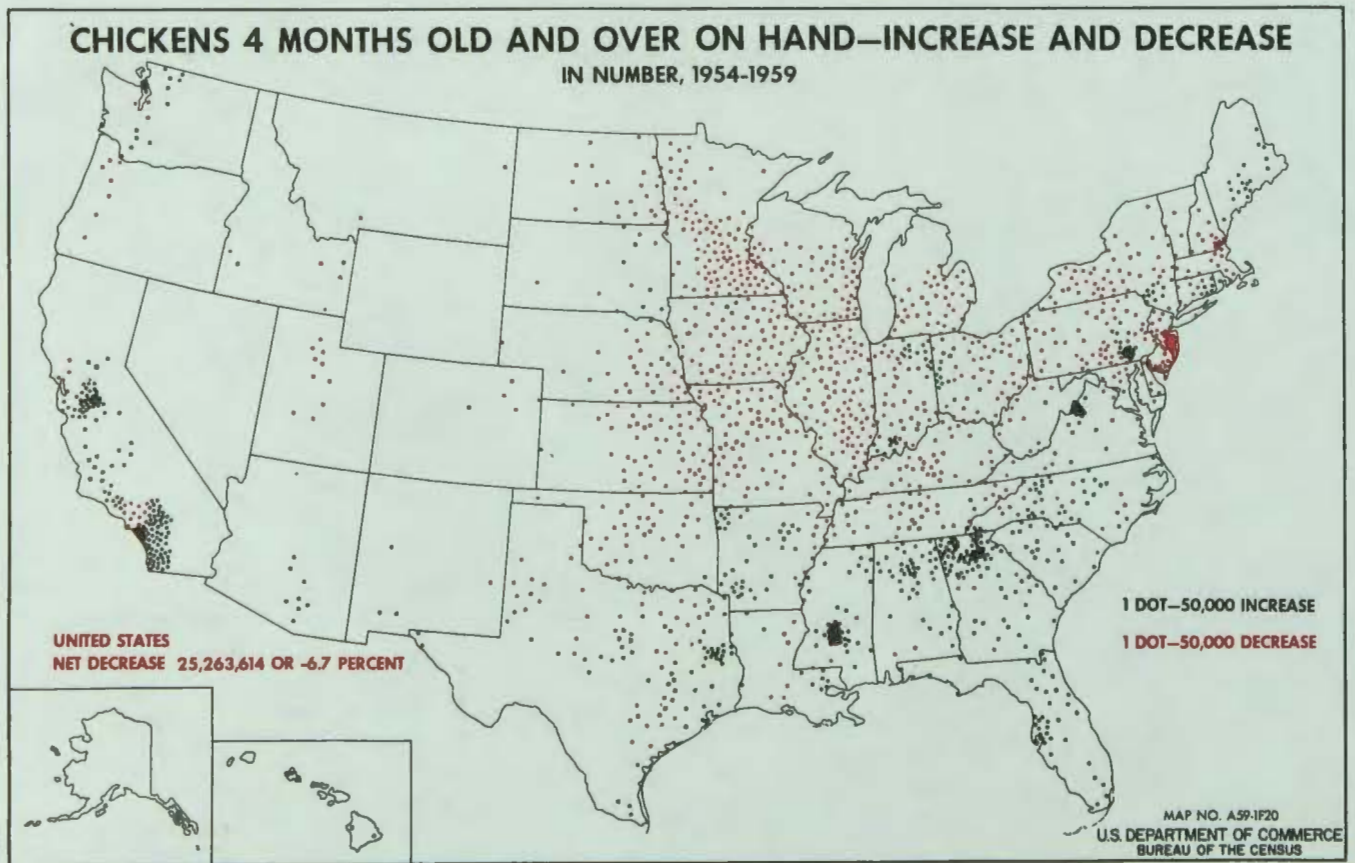 CHICKENS 4 MONTHS OLD AND OVER ON HAND—INCREASE AND DECREASE
IN NUMBER, 1954-1959
1 DOT—50,000 INCREASE
1 DOT—50,000 DECREASE
UNITED STATES
NET DECREASE 25,263,614 OR -6.7 PERCENT
MAP NO. A59-1F20
U.S. DEPARTMENT OF COMMERCE
BUREAU OF THE CENSUS